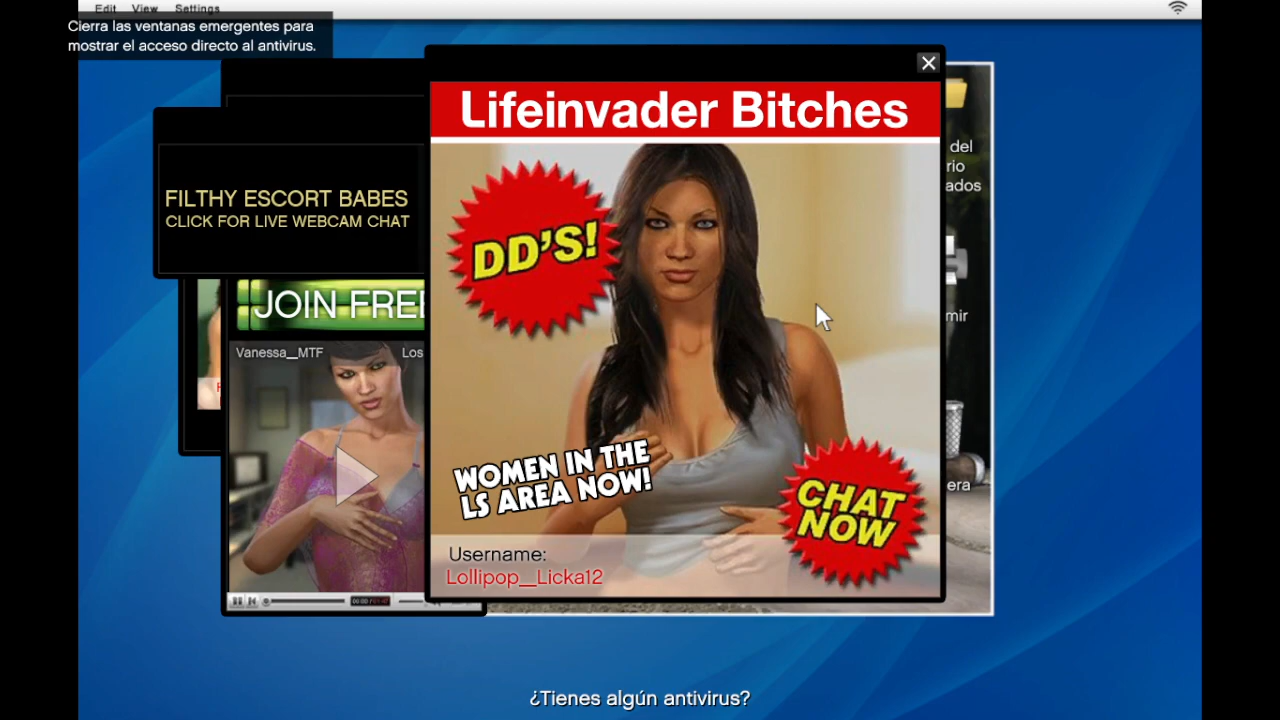 Edit View Settings
Cierra las ventanas emergentes para
mostrar el acceso directo al antivirus.
Lifeinvader Bitches
DD'S!
FILTHY ESCORT BABES
CLICK FOR LIVE WEBCAM CHAT
JOIN FREE
Vanessa_MTF Los
WOMEN IN THE
LS AREA NOW!
CHAT
NOW
Username:
Lollipop_Licka12
del
rio
ados
mir
era
¿Tienes algún antivirus?